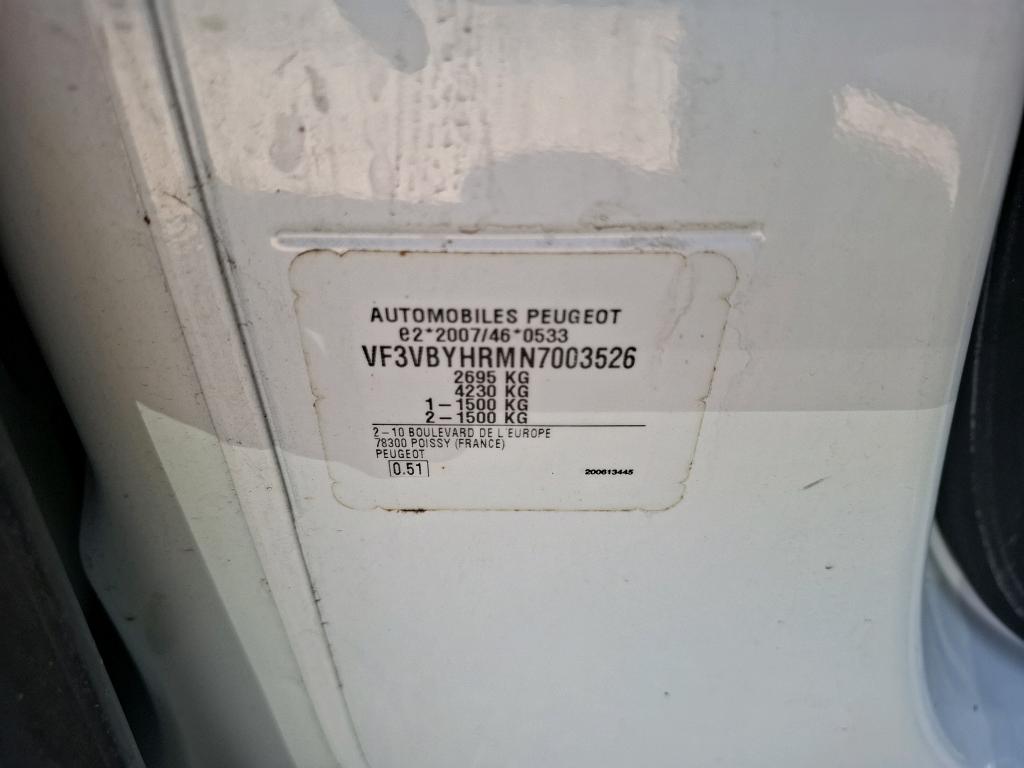 AUTOMOBILES PEUGEOT
e2*2007/46*0533
VF3VBYHRMN7003526
2695 KG
4230 KG
1-1500 KG
2-1500 KG
2-10 BOULEVARD DE L'EUROPE
78300 POISSY (FRANCE)
PEUGEOT
0.51
200613445